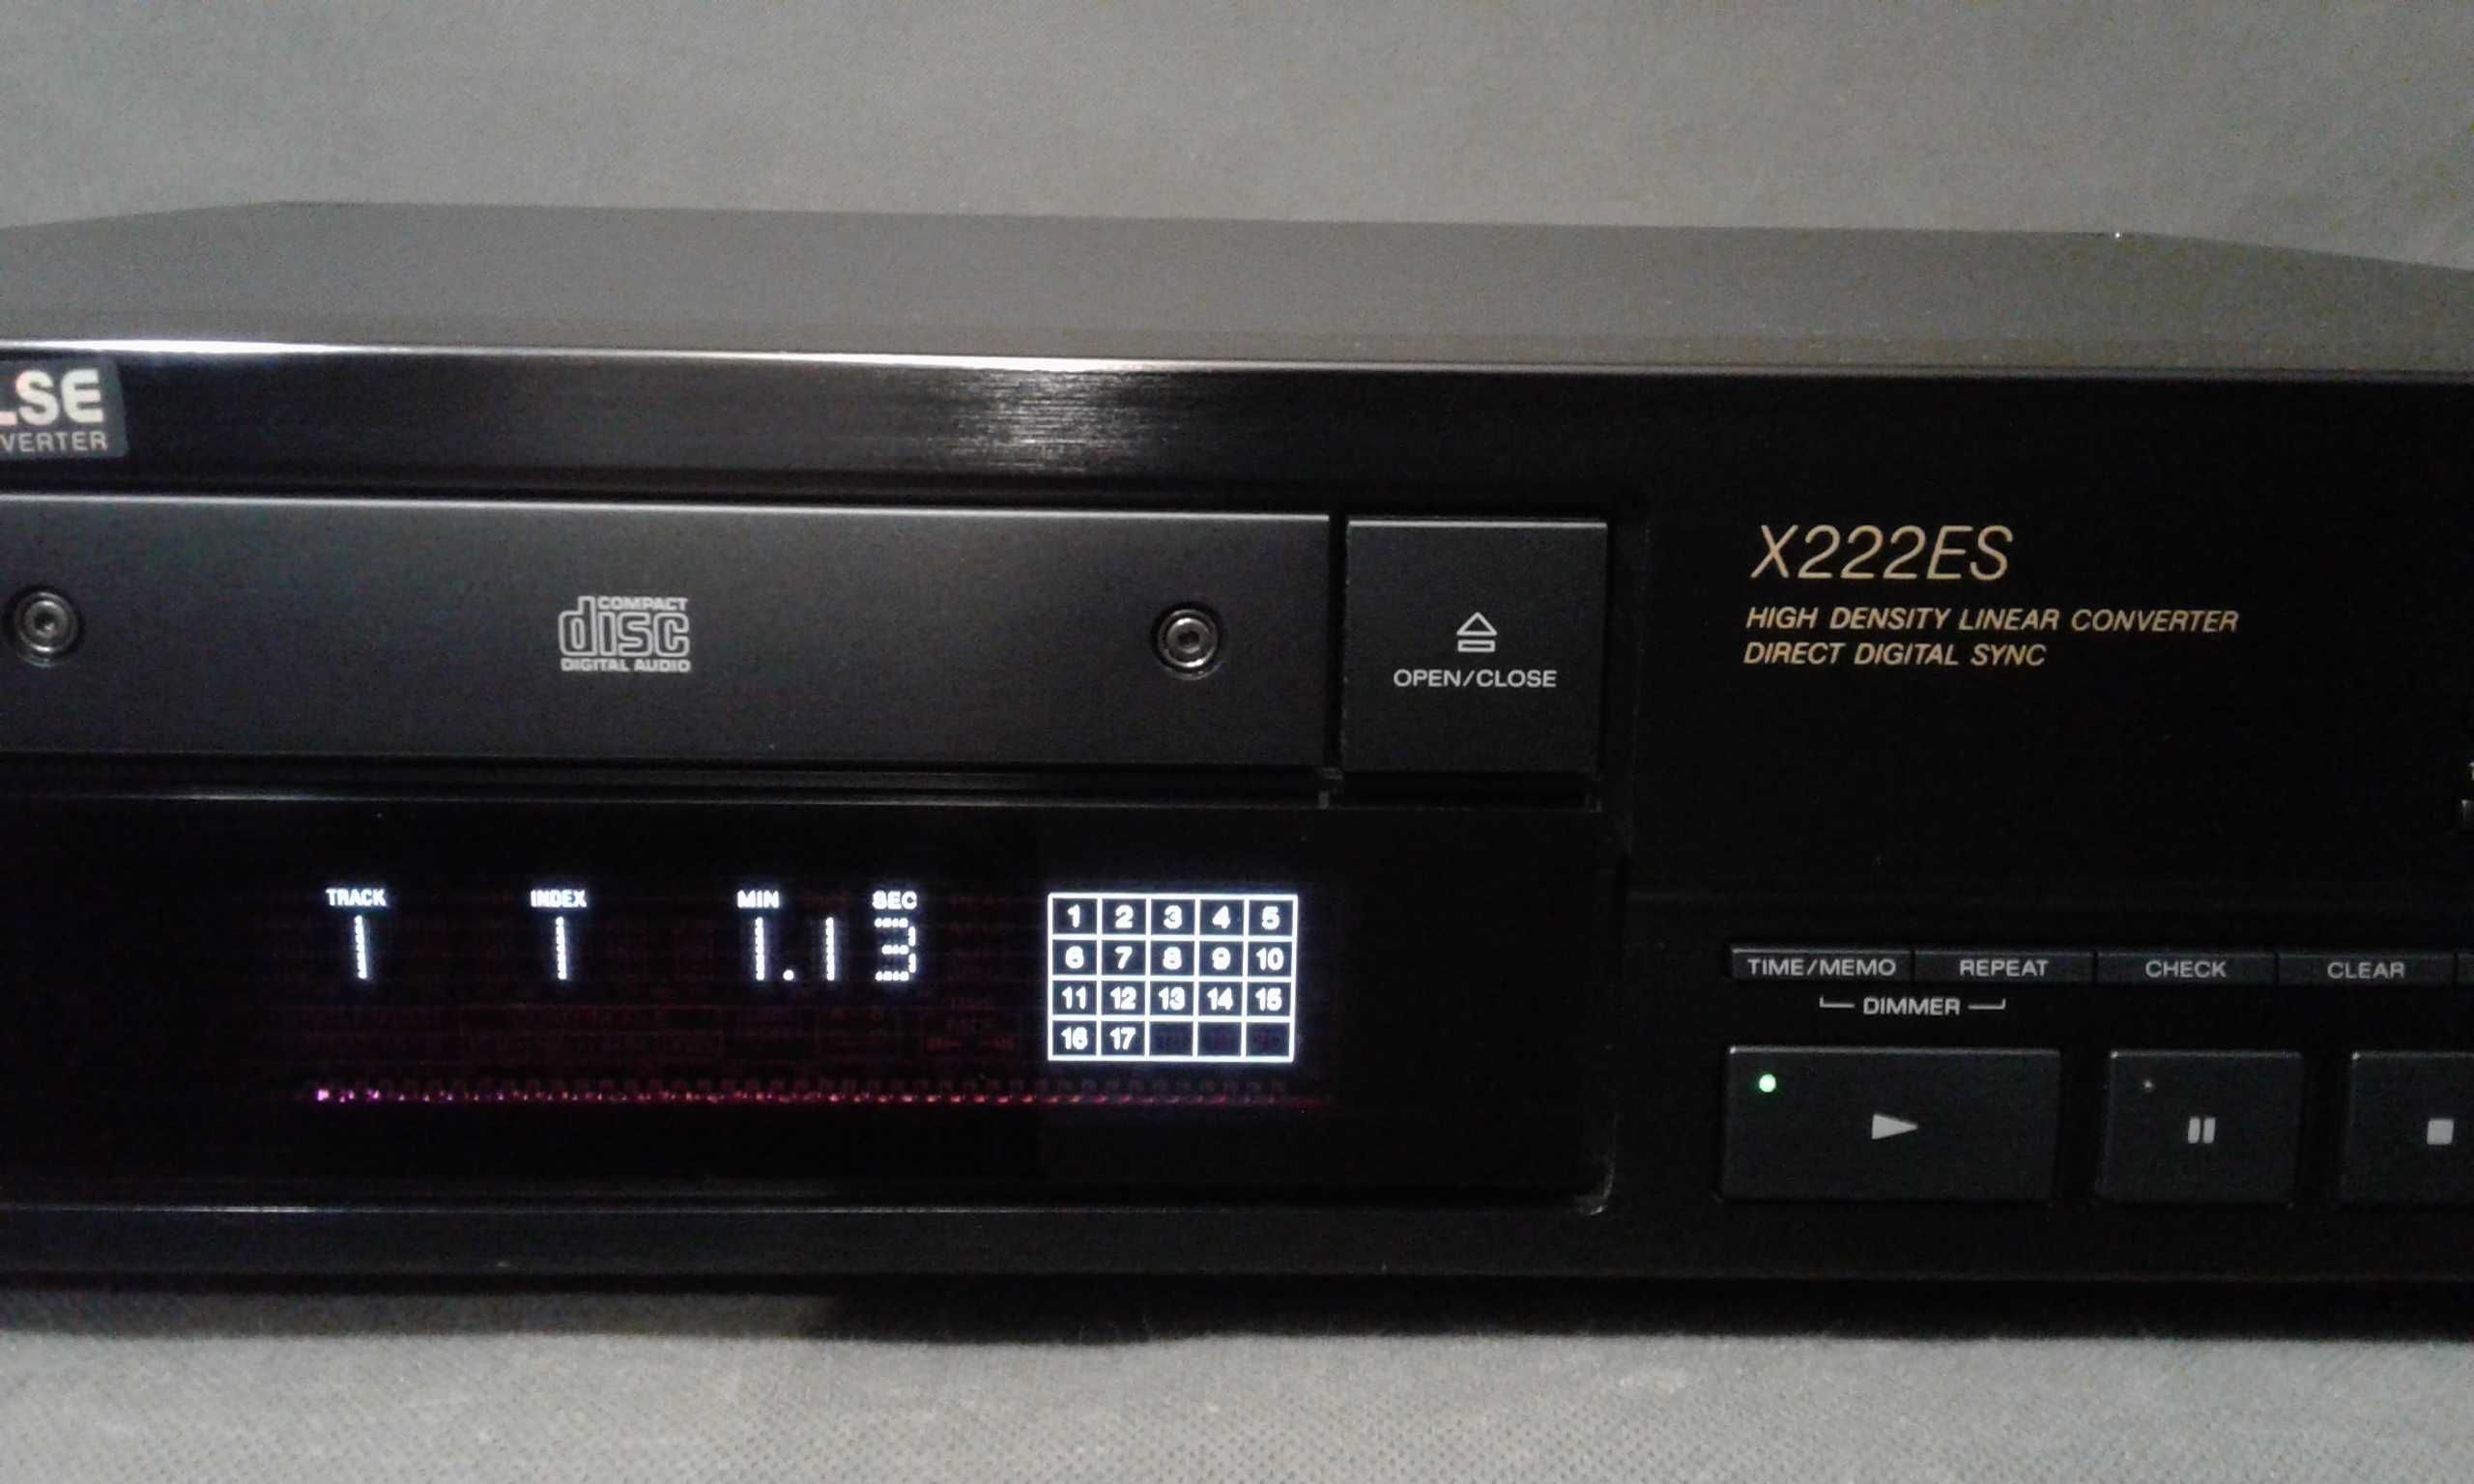 LSE
VERTER
COMPACT
disc
DIGITAL AUDIO
OPEN/CLOSE
X222ES
HIGH DENSITY LINEAR CONVERTER
DIRECT DIGITAL SYNC
TRACK INDEX MIN SEC
1 1 1.13
1 2 3 4 5
6 7 8 9 10
11 12 13 14 15
16 17
TIME/MEMO REPEAT CHECK CLEAR
DIMMER